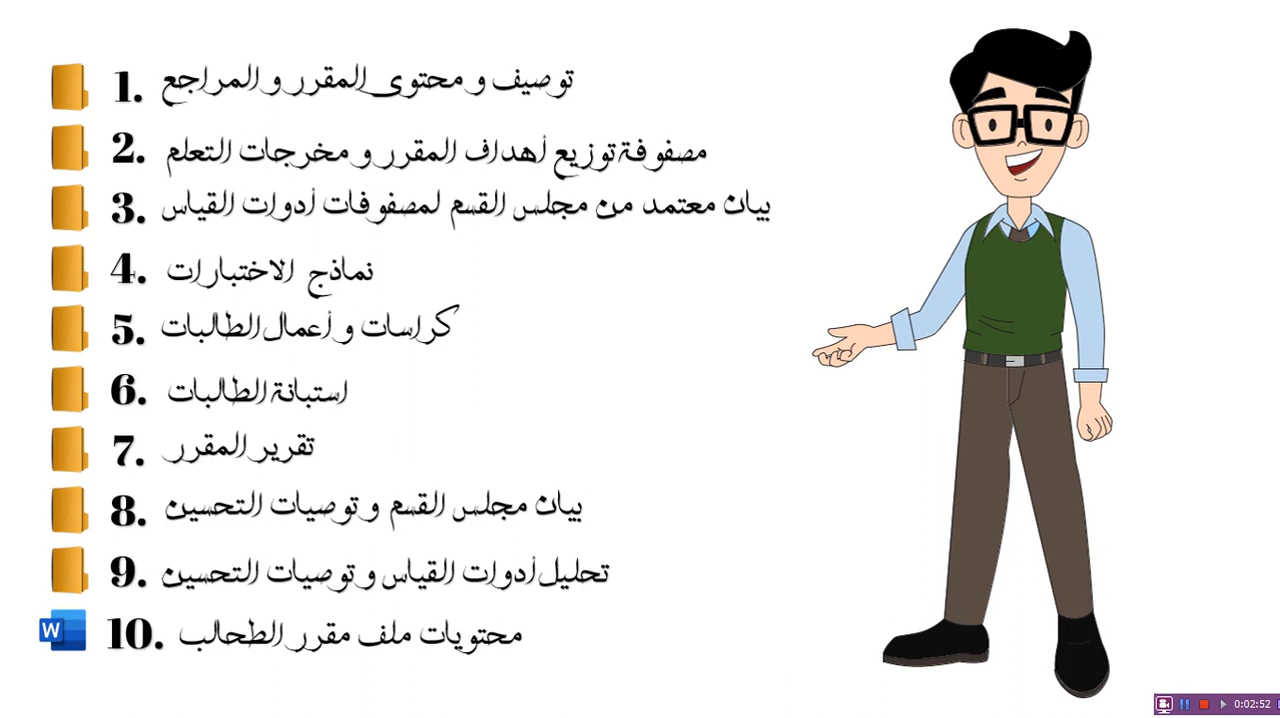 1. توصيف و محتوى المقرر و المراجع
2. مصفوفة توزيع أهداف المقرر و مخرجات التعلم
3. بيان معتمد من مجلس القسم لمصفوفات أدوات القياس
4. نماذج الاختبارات
5. كراسات و أعمال الطالبات
6. استبانة الطالبات
7. تقرير المقرر
8. بيان مجلس القسم و توصيات التحسين
9. تحليل أدوات القياس و توصيات التحسين
W 10. محتويات ملف مقرر الطحالب
0:02:52